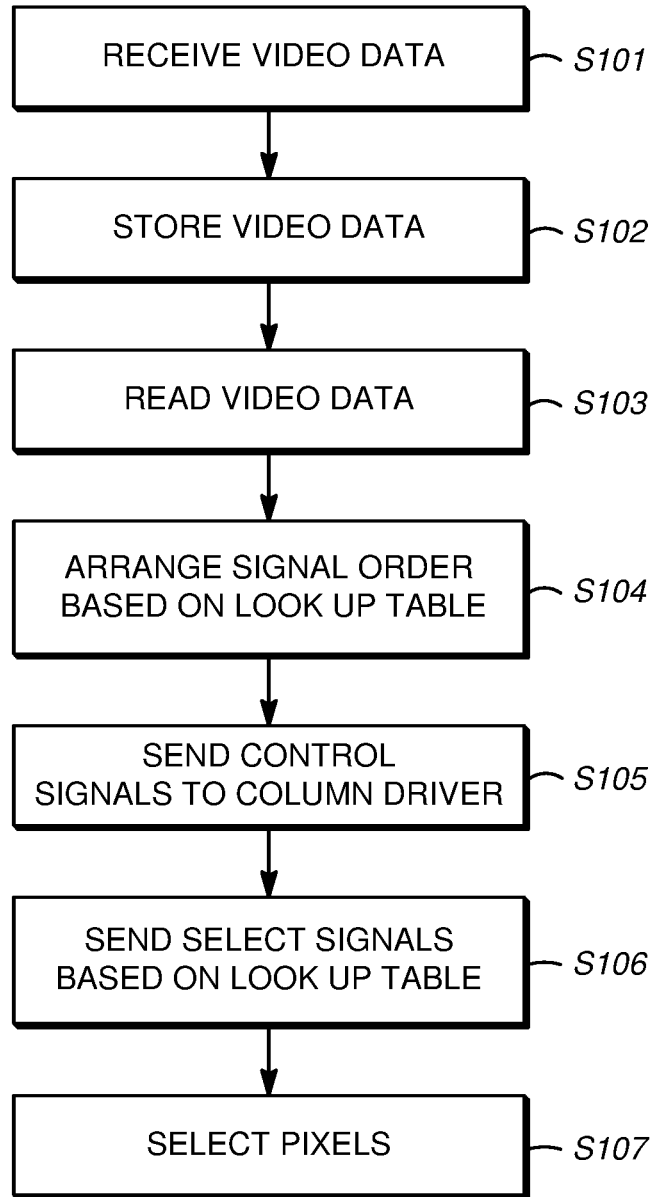 RECEIVE VIDEO DATA
S101
STORE VIDEO DATA
S102
READ VIDEO DATA
S103
ARRANGE SIGNAL ORDER
BASED ON LOOK UP TABLE
S104
SEND CONTROL
SIGNALS TO COLUMN DRIVER
S105
SEND SELECT SIGNALS
BASED ON LOOK UP TABLE
S106
SELECT PIXELS
S107